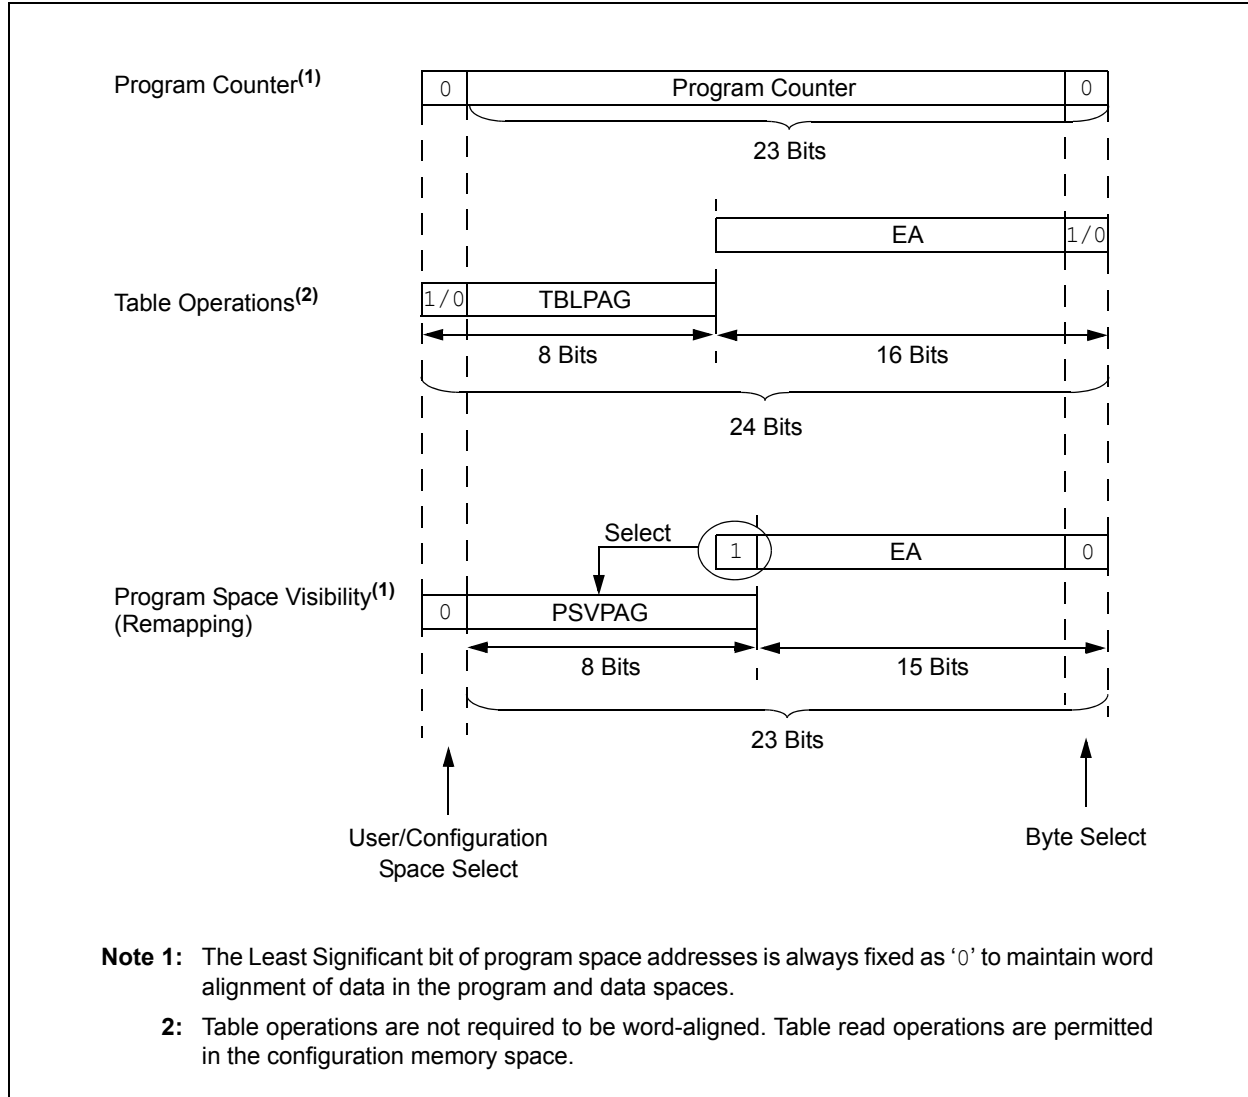 Program Counter(1)
0 Program Counter 0
23 Bits
EA 1/0
Table Operations(2)
1/0 TBLPAG
8 Bits 16 Bits
24 Bits
Select
1 EA 0
Program Space Visibility(1)
(Remapping)
0 PSVPAG
8 Bits 15 Bits
23 Bits
User/Configuration
Space Select
Byte Select
Note 1: The Least Significant bit of program space addresses is always fixed as ‘0’ to maintain word
alignment of data in the program and data spaces.
2: Table operations are not required to be word-aligned. Table read operations are permitted
in the configuration memory space.